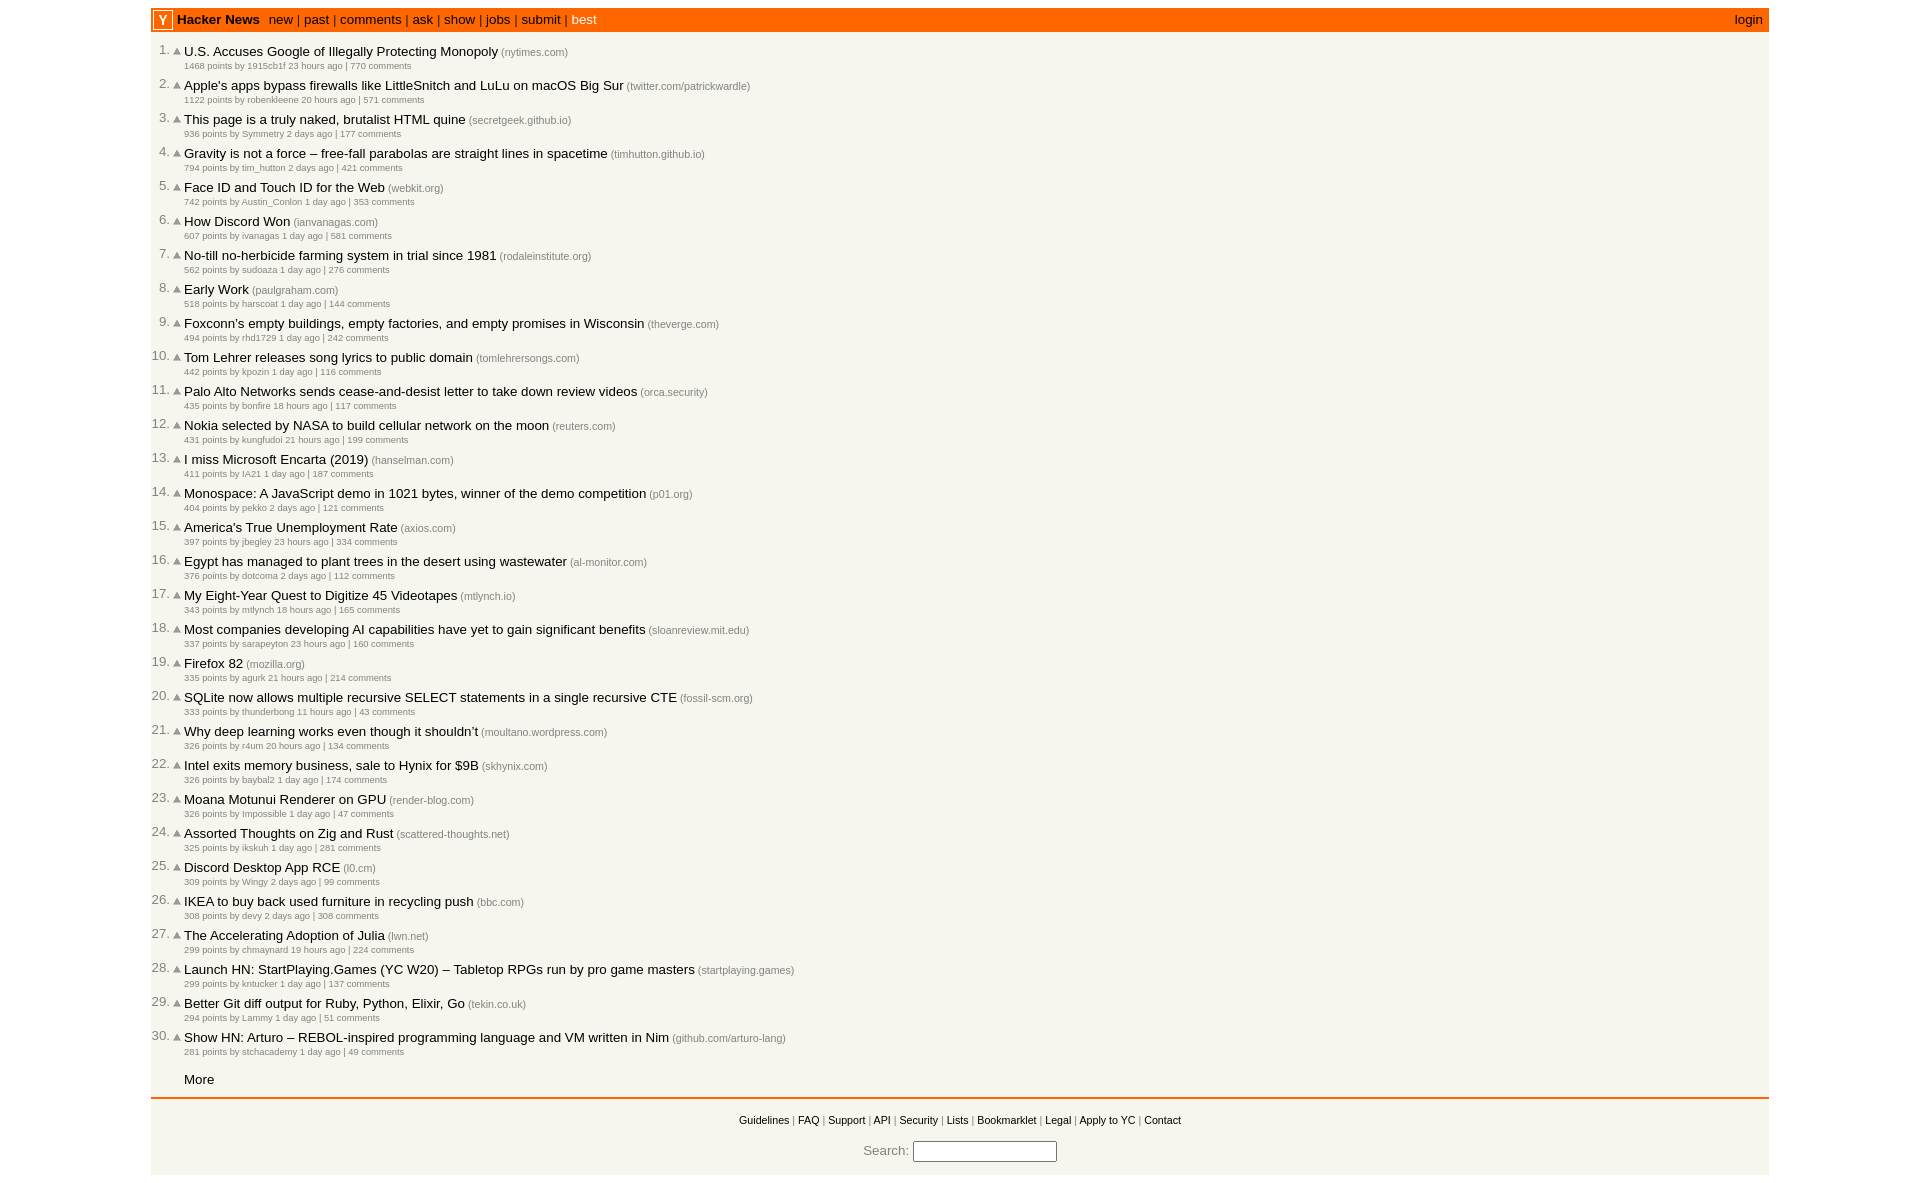 Y Hacker News new | past | comments | ask | show | jobs | submit | best login
1. U.S. Accuses Google of Illegally Protecting Monopoly (nytimes.com)
1468 points by 1915cb1f 23 hours ago | 770 comments
2. Apple's apps bypass firewalls like LittleSnitch and LuLu on macOS Big Sur (twitter.com/patrickwardle)
1122 points by robenkleene 20 hours ago | 571 comments
3. This page is a truly naked, brutalist HTML quine (secretgeek.github.io)
936 points by Symmetry 2 days ago | 177 comments
4. Gravity is not a force – free-fall parabolas are straight lines in spacetime (timhutton.github.io)
794 points by tim_hutton 2 days ago | 421 comments
5. Face ID and Touch ID for the Web (webkit.org)
742 points by Austin_Conlon 1 day ago | 353 comments
6. How Discord Won (ianvanagas.com)
607 points by ivanagas 1 day ago | 581 comments
7. No-till no-herbicide farming system in trial since 1981 (rodaleinstitute.org)
562 points by sudoaza 1 day ago | 276 comments
8. Early Work (paulgraham.com)
518 points by harscoat 1 day ago | 144 comments
9. Foxconn's empty buildings, empty factories, and empty promises in Wisconsin (theverge.com)
494 points by rhd1729 1 day ago | 242 comments
10. Tom Lehrer releases song lyrics to public domain (tomlehrersongs.com)
442 points by kpozin 1 day ago | 116 comments
11. Palo Alto Networks sends cease-and-desist letter to take down review videos (orca.security)
435 points by bonfire 18 hours ago | 117 comments
12. Nokia selected by NASA to build cellular network on the moon (reuters.com)
431 points by kungfudoi 21 hours ago | 199 comments
13. I miss Microsoft Encarta (2019) (hanselman.com)
411 points by IA21 1 day ago | 187 comments
14. Monospace: A JavaScript demo in 1021 bytes, winner of the demo competition (p01.org)
404 points by pekko 2 days ago | 121 comments
15. America's True Unemployment Rate (axios.com)
397 points by jbegley 23 hours ago | 334 comments
16. Egypt has managed to plant trees in the desert using wastewater (al-monitor.com)
376 points by dotcoma 2 days ago | 112 comments
17. My Eight-Year Quest to Digitize 45 Videotapes (mtlynch.io)
343 points by mtlynch 18 hours ago | 165 comments
18. Most companies developing AI capabilities have yet to gain significant benefits (sloanreview.mit.edu)
337 points by sarapeyton 23 hours ago | 160 comments
19. Firefox 82 (mozilla.org)
335 points by agurk 21 hours ago | 214 comments
20. SQLite now allows multiple recursive SELECT statements in a single recursive CTE (fossil-scm.org)
333 points by thunderbong 11 hours ago | 43 comments
21. Why deep learning works even though it shouldn't (moultano.wordpress.com)
326 points by r4um 20 hours ago | 134 comments
22. Intel exits memory business, sale to Hynix for $9B (skhynix.com)
326 points by baybal2 1 day ago | 174 comments
23. Moana Motunui Renderer on GPU (render-blog.com)
326 points by Impossible 1 day ago | 47 comments
24. Assorted Thoughts on Zig and Rust (scattered-thoughts.net)
325 points by ikskuh 1 day ago | 281 comments
25. Discord Desktop App RCE (l0.cm)
309 points by Wingy 2 days ago | 99 comments
26. IKEA to buy back used furniture in recycling push (bbc.com)
308 points by devy 2 days ago | 308 comments
27. The Accelerating Adoption of Julia (lwn.net)
299 points by chmaynard 19 hours ago | 224 comments
28. Launch HN: StartPlaying.Games (YC W20) – Tabletop RPGs run by pro game masters (startplaying.games)
299 points by kntucker 1 day ago | 137 comments
29. Better Git diff output for Ruby, Python, Elixir, Go (tekin.co.uk)
294 points by Lammy 1 day ago | 51 comments
30. Show HN: Arturo – REBOL-inspired programming language and VM written in Nim (github.com/arturo-lang)
281 points by stchacademy 1 day ago | 49 comments
More
Guidelines | FAQ | Support | API | Security | Lists | Bookmarklet | Legal | Apply to YC | Contact
Search: